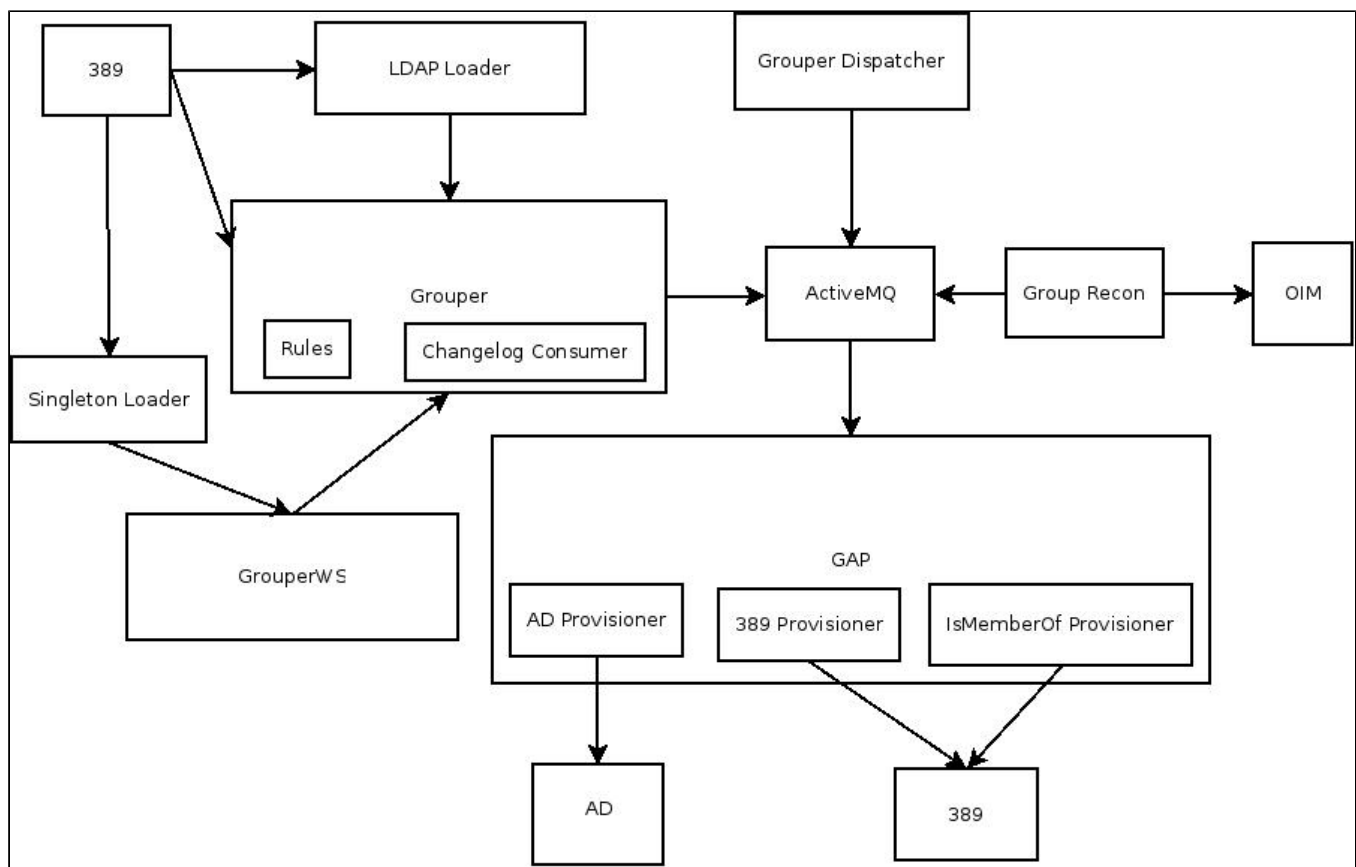 389
LDAP Loader
Grouper Dispatcher
Grouper
Rules
Changelog Consumer
ActiveMQ
Group Recon
OIM
Singleton Loader
GrouperWS
GAP
AD Provisioner
389 Provisioner
IsMemberOf Provisioner
AD
389